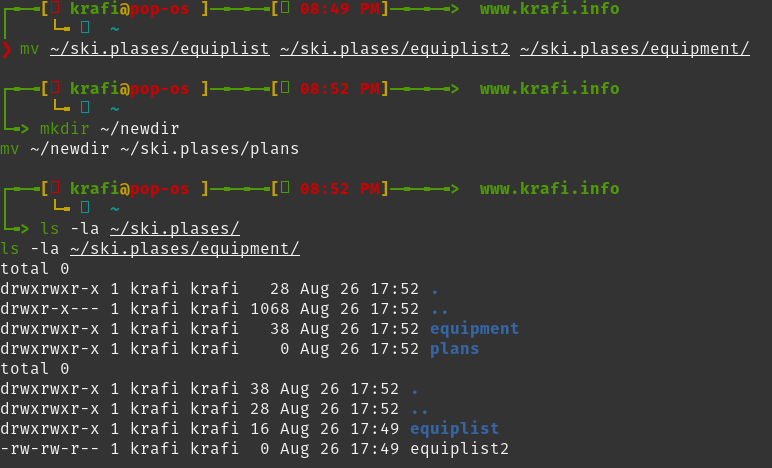 [ krafi@pop-os ][ 08:49 PM]> www.krafi.info
~
❯ mv ~/ski.plases/equiplist ~/ski.plases/equiplist2 ~/ski.plases/equipment/
[ krafi@pop-os ][ 08:52 PM]> www.krafi.info
~
> mkdir ~/newdir
mv ~/newdir ~/ski.plases/plans
[ krafi@pop-os ][ 08:52 PM]> www.krafi.info
~
> ls -la ~/ski.plases/
ls -la ~/ski.plases/equipment/
total 0
drwxrwxr-x 1 krafi krafi   28 Aug 26 17:52 .
drwxr-x--- 1 krafi krafi 1068 Aug 26 17:52 ..
drwxrwxr-x 1 krafi krafi   38 Aug 26 17:52 equipment
drwxrwxr-x 1 krafi krafi    0 Aug 26 17:52 plans
total 0
drwxrwxr-x 1 krafi krafi 38 Aug 26 17:52 .
drwxrwxr-x 1 krafi krafi 28 Aug 26 17:52 ..
drwxrwxr-x 1 krafi krafi 16 Aug 26 17:49 equiplist
-rw-rw-r-- 1 krafi krafi  0 Aug 26 17:49 equiplist2